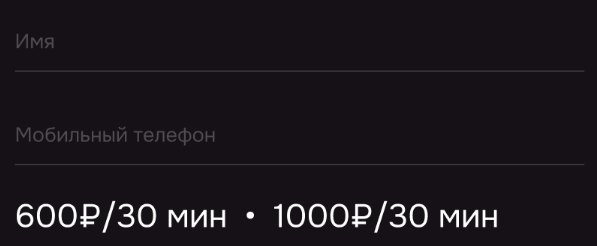 Имя
Мобильный телефон
600₽/30 мин • 1000₽/30 мин